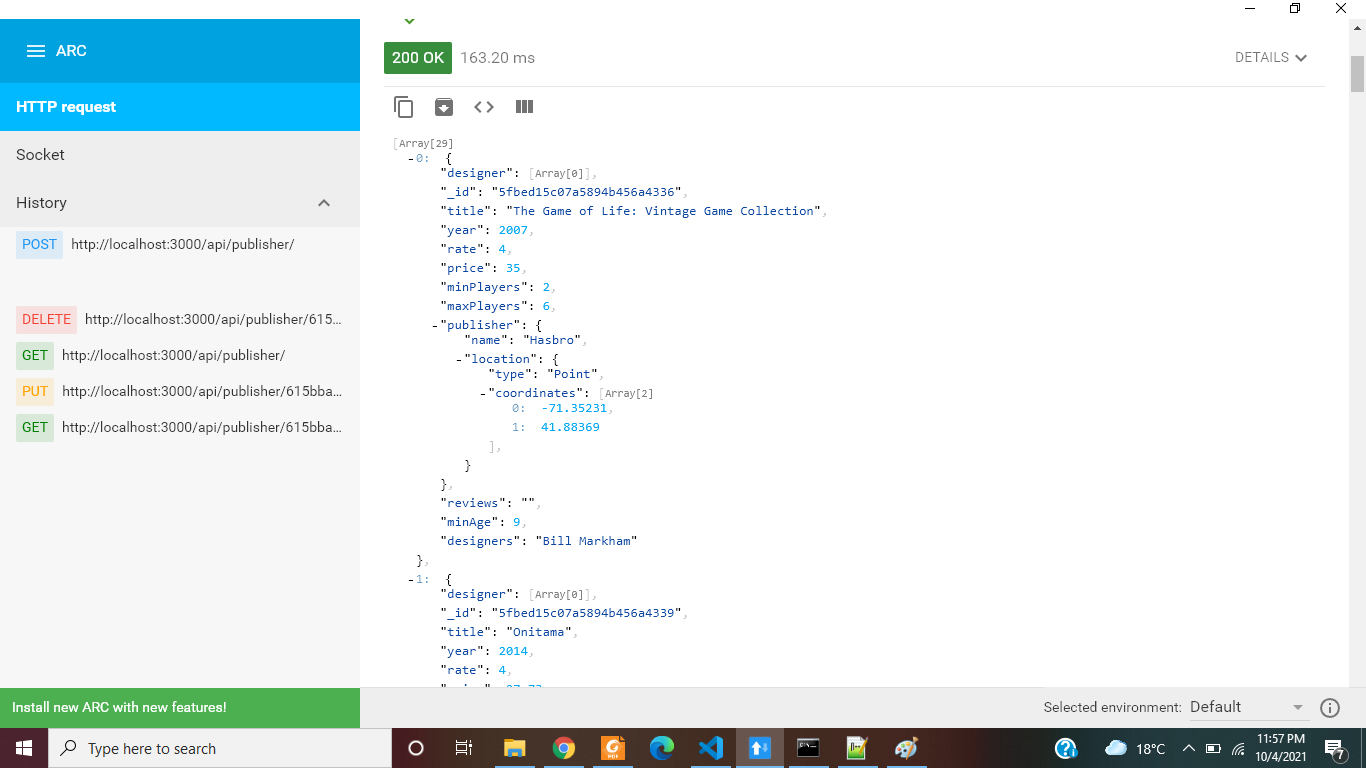 ARC
HTTP request
Socket
History
POST http://localhost:3000/api/publisher/
DELETE http://localhost:3000/api/publisher/615...
GET http://localhost:3000/api/publisher/
PUT http://localhost:3000/api/publisher/615bba...
GET http://localhost:3000/api/publisher/615bba...
Install new ARC with new features!
200 OK 163.20 ms
DETAILS
[Array[29]
-0: {
"designer": [Array[0]],
"_id": "5fbed15c07a5894b456a4336",
"title": "The Game of Life: Vintage Game Collection",
"year": 2007,
"rate": 4,
"price": 35,
"minPlayers": 2,
"maxPlayers": 6,
-"publisher": {
"name": "Hasbro",
-"location": {
"type": "Point",
-"coordinates": [Array[2]
0: -71.35231,
1: 41.88369
],
}
},
"reviews": "",
"minAge": 9,
"designers": "Bill Markham"
},
-1: {
"designer": [Array[0]],
"_id": "5fbed15c07a5894b456a4339",
"title": "Onitama",
"year": 2014,
"rate": 4,
Selected environment: Default
Type here to search
18°C
11:57 PM
10/4/2021
7